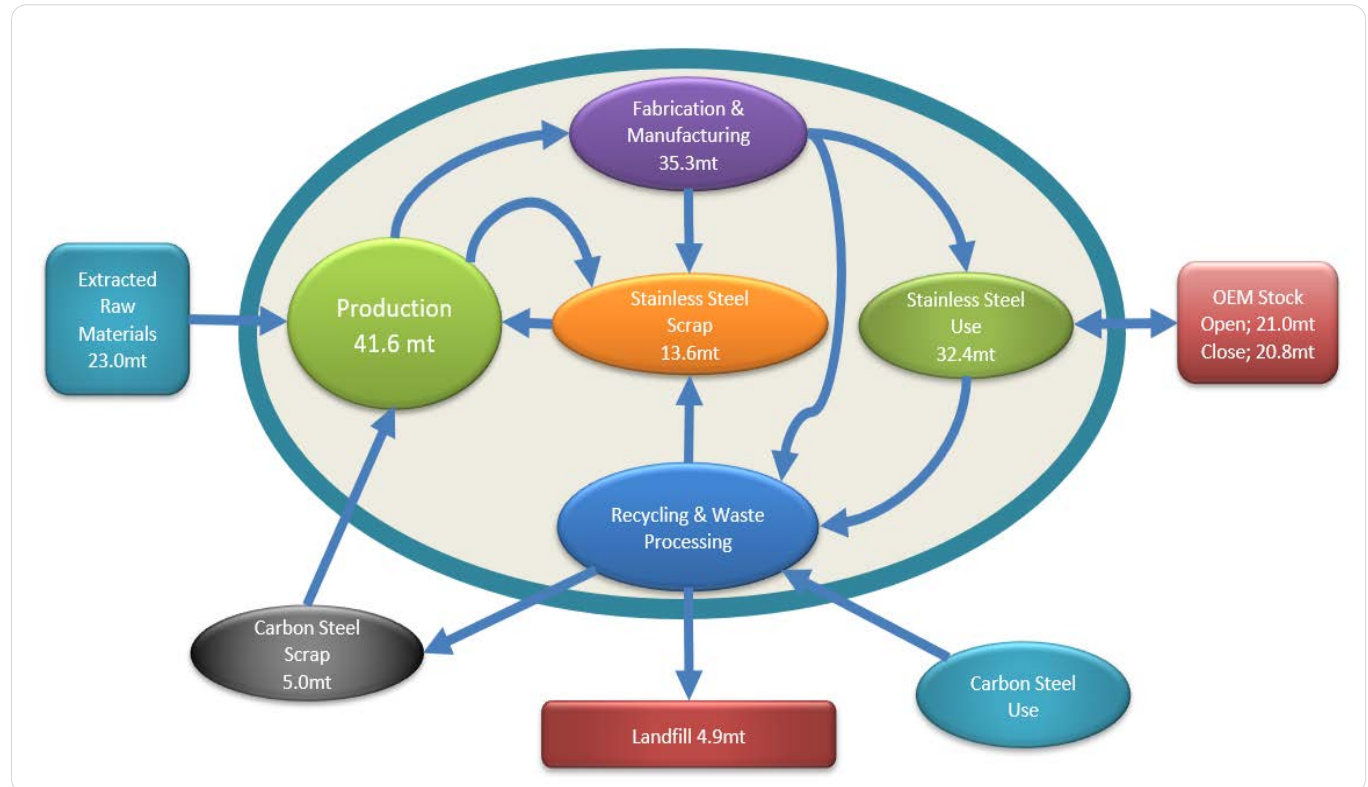 Fabrication &
Manufacturing
35.3mt
Extracted
Raw
Materials
23.0mt
Production
41.6 mt
Stainless Steel
Scrap
13.6mt
Stainless Steel
Use
32.4mt
OEM Stock
Open; 21.0mt
Close; 20.8mt
Recycling & Waste
Processing
Carbon Steel
Scrap
5.0mt
Landfill 4.9mt
Carbon Steel
Use